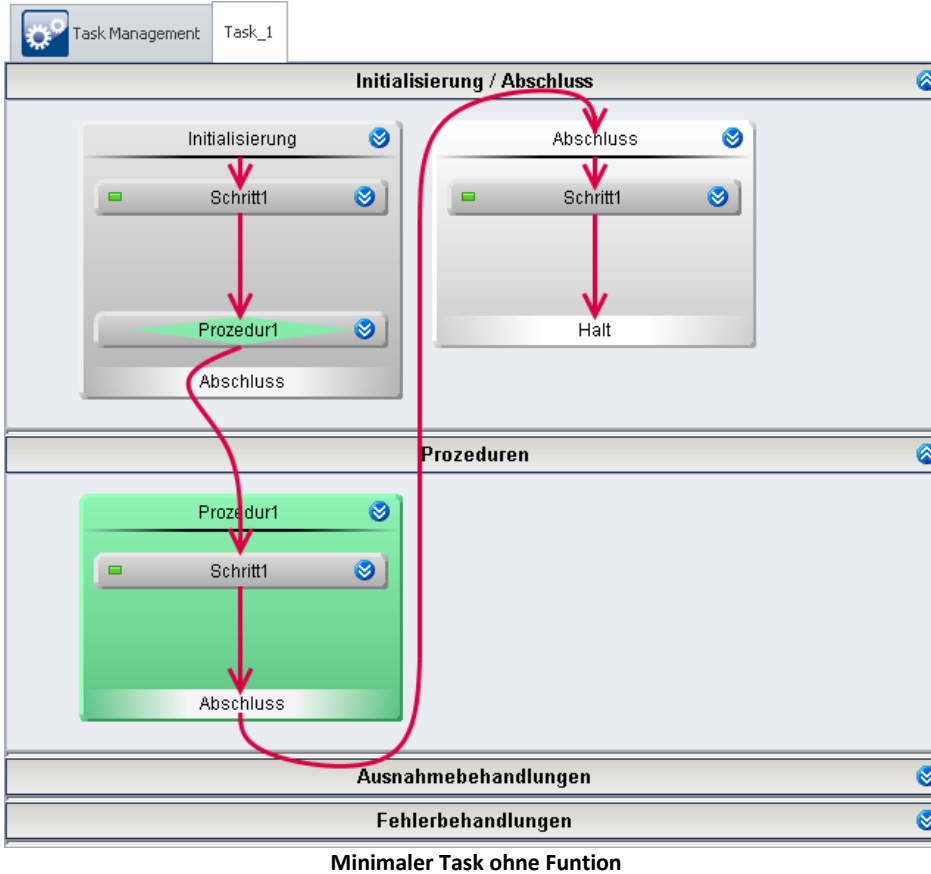 Task Management
Task_1
Initialisierung / Abschluss
Initialisierung
Schritt1
Prozedur1
Abschluss
Abschluss
Schritt1
Halt
Prozeduren
Prozedur1
Schritt1
Abschluss
Ausnahmebehandlungen
Fehlerbehandlungen
Minimaler Task ohne Funtion